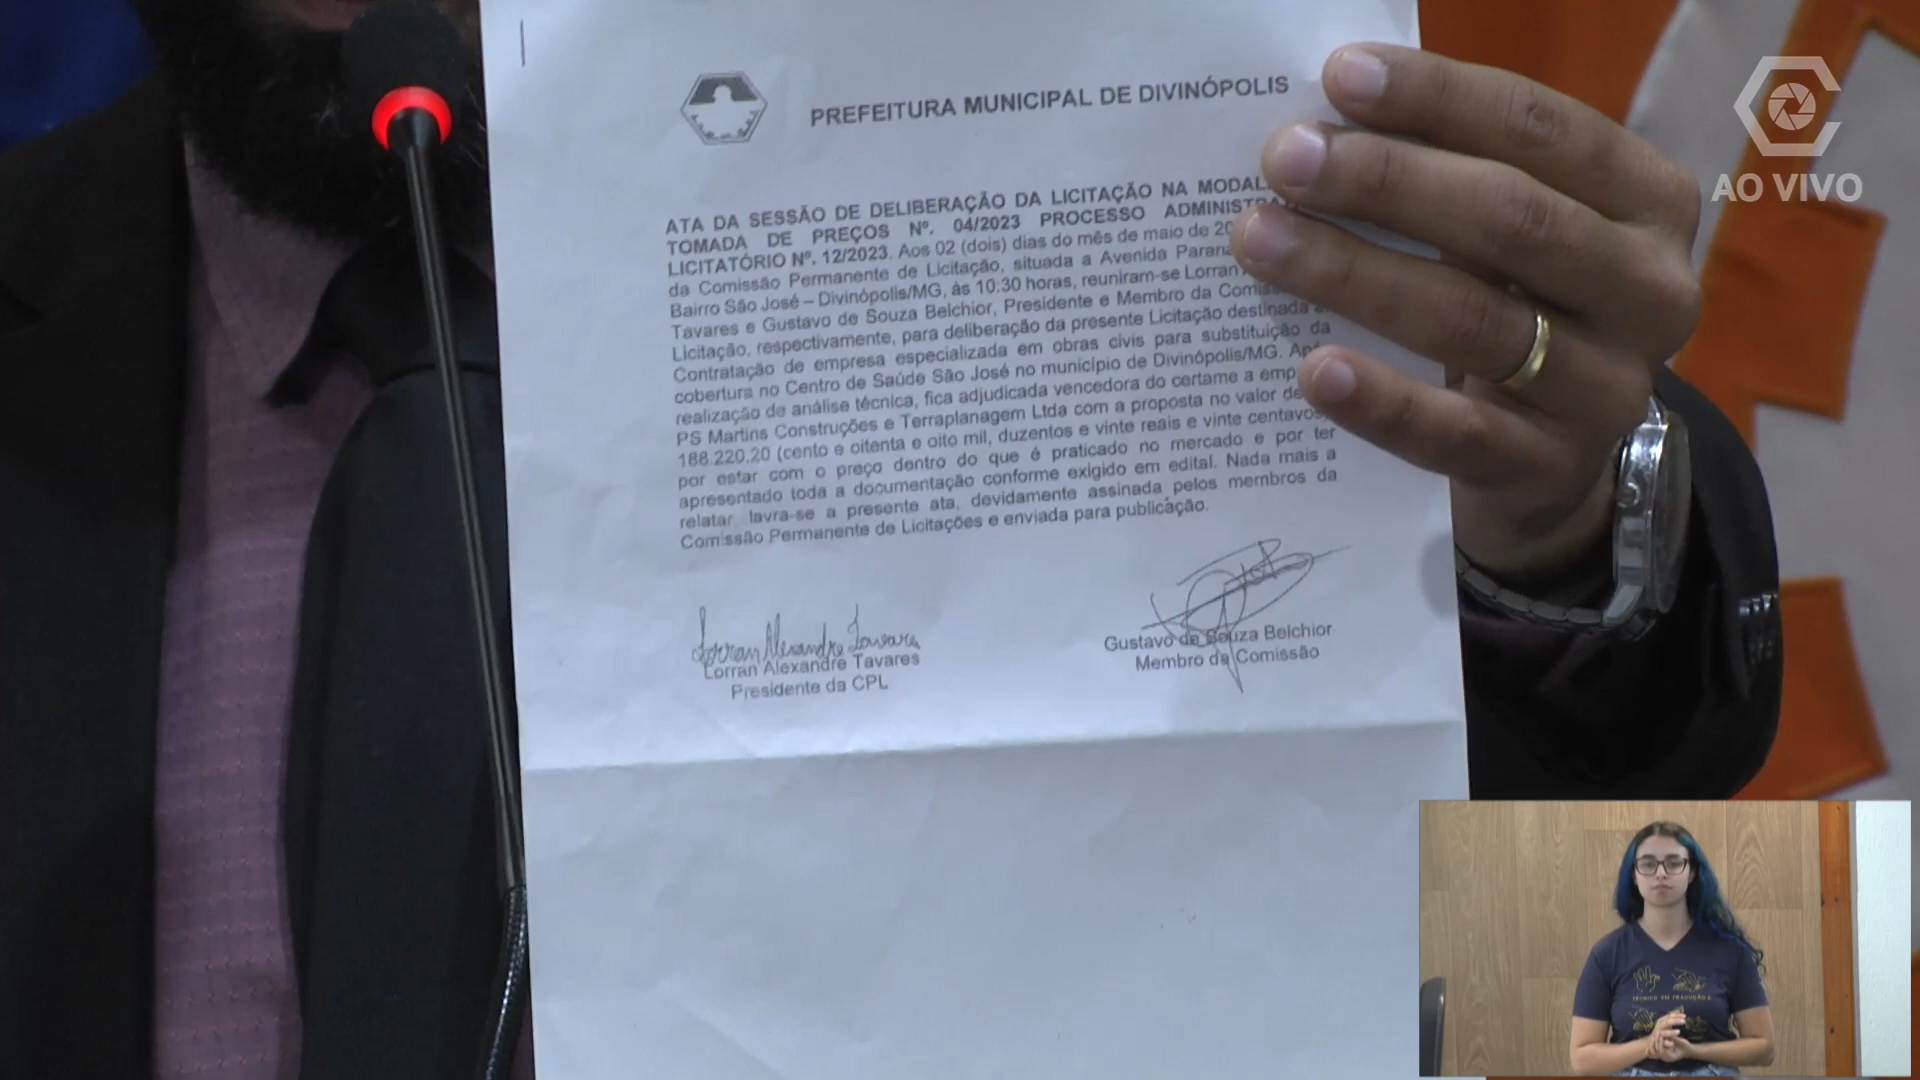 PREFEITURA MUNICIPAL DE DIVINÓPOLIS
AO VIVO
ATA DA SESSÃO DE DELIBERAÇÃO DA LICITAÇÃO NA
TOMADA DE PREÇOS Nº. 04/2023 PROCESSO
LICITATÓRIO Nº. 12/2023. Aos 02 (dois) dias do mês de maio de
da Comissão Permanente de Licitação, situada a Avenida
Bairro São José – Divinópolis/MG, às 10:30 horas, reuniram-se Lorran
Tavares e Gustavo de Souza Belchior, Presidente e Membro da
Licitação, respectivamente, para deliberação da presente Licitação destinada
Contratação de empresa especializada em obras civis para substituição da
cobertura no Centro de Saúde São José no município de Divinópolis/MG.
realização de análise técnica, fica adjudicada vencedora do certame a
PS Martins Construções e Terraplanagem Ltda com a proposta no valor de
188.220,20 (cento e oitenta e oito mil, duzentos e vinte reais e vinte centavos
por estar com o preço dentro do que é praticado no mercado e por ter
apresentado toda a documentação conforme exigido em edital. Nada mais a
relatar, lavra-se a presente ata, devidamente assinada pelos membros da
Comissão Permanente de Licitações e enviada para publicação.
Lorran Alexandre Tavares
Lorran Alexandre Tavares
Presidente da CPL
Gustavo de Souza Belchior
Membro da Comissão
TÉCNICO EM TRADUÇÃO E